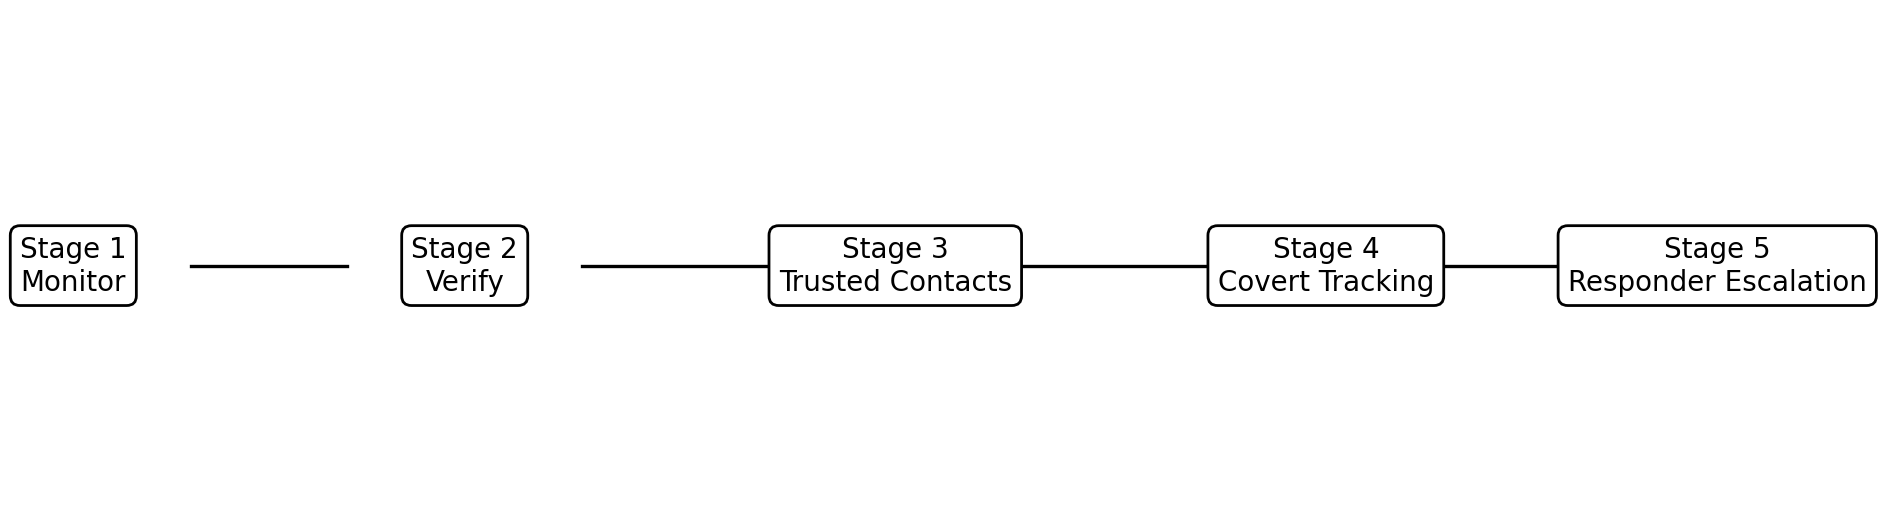 Stage 1
Monitor
Stage 2
Verify
Stage 3
Trusted Contacts
Stage 4
Covert Tracking
Stage 5
Responder Escalation